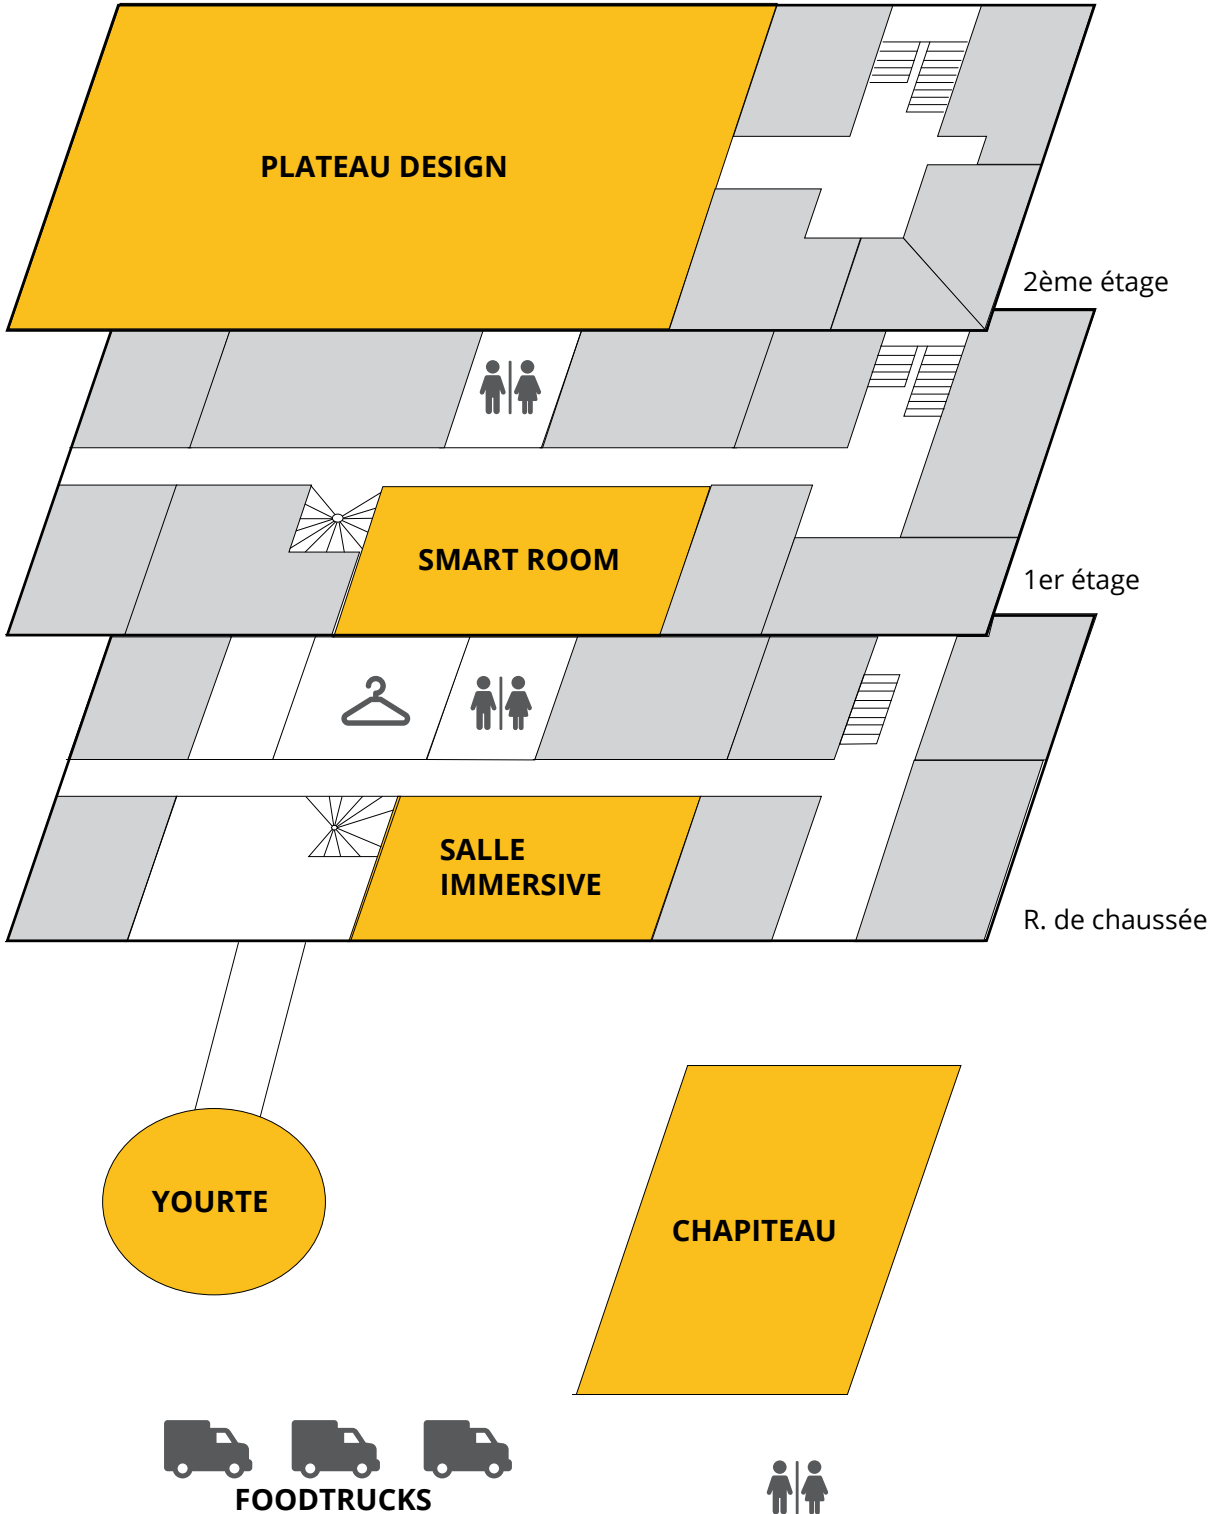 PLATEAU DESIGN
2ème étage
SMART ROOM
1er étage
SALLE
IMMERSIVE
R. de chaussée
YOURTE
CHAPITEAU
FOODTRUCKS